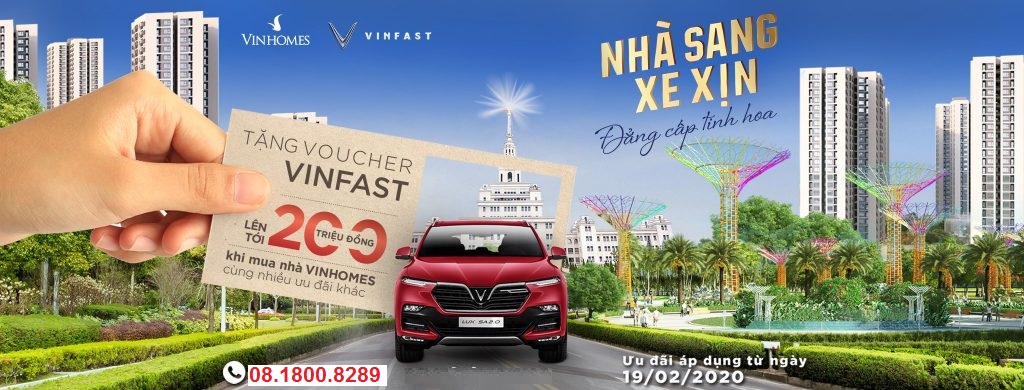 VINHOMES
VINFAST
NHÀ SANG
XE XỊN
Đẳng cấp tinh hoa
TẶNG VOUCHER
VINFAST
LÊN TỚI 200 TRIỆU ĐỒNG
khi mua nhà VINHOMES
cùng nhiều ưu đãi khác
LUX SA2.0
08.1800.8289
Ưu đãi áp dụng từ ngày
19/02/2020